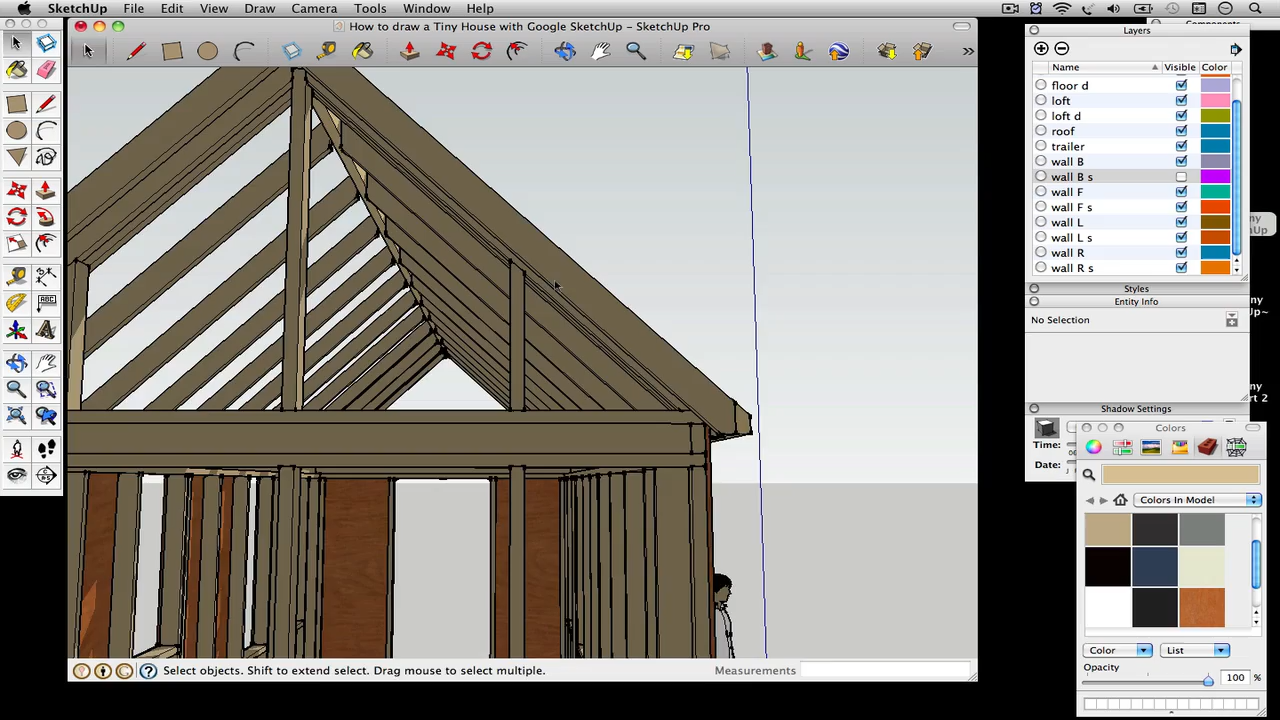 SketchUp File Edit View Draw Camera Tools Window Help
Components
How to draw a Tiny House with Google SketchUp – SketchUp Pro
Layers
Name Visible Color
floor d
loft
loft d
roof
trailer
wall B
wall B s
wall F
wall F s
wall L
wall L s
wall R
wall R s
Styles
Entity Info
No Selection
Shadow Settings
Time:
Date:
Colors
Colors In Model
Color List
Opacity
100 %
ABC
Select objects. Shift to extend select. Drag mouse to select multiple. Measurements